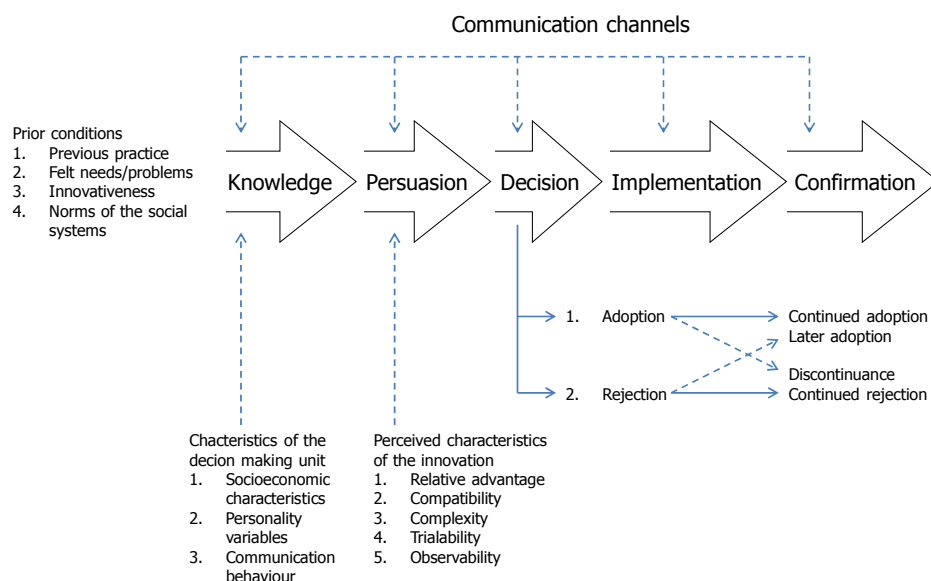 Communication channels
Prior conditions
1. Previous practice
2. Felt needs/problems
3. Innovativeness
4. Norms of the social
systems
Knowledge
Persuasion
Decision
Implementation
Confirmation
1. Adoption
Continued adoption
Later adoption
Discontinuance
2. Rejection
Continued rejection
Chacteristics of the
decion making unit
1. Socioeconomic
characteristics
2. Personality
variables
3. Communication
behaviour
Perceived characteristics
of the innovation
1. Relative advantage
2. Compatibility
3. Complexity
4. Trialability
5. Observability